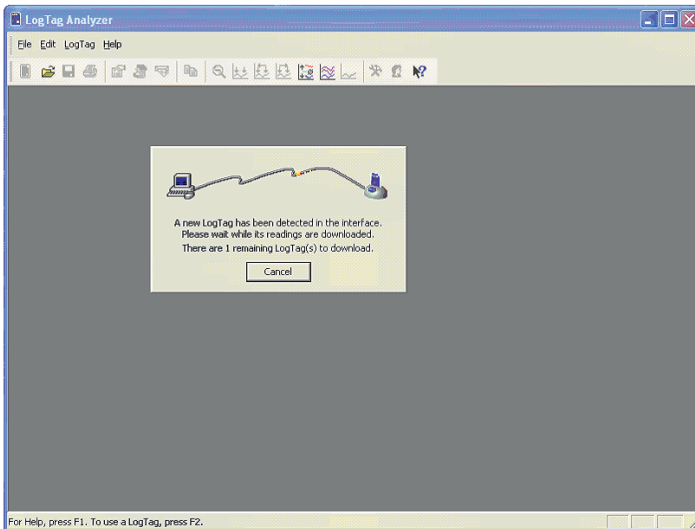 LogTag Analyzer
File Edit LogTag Help
A new LogTag has been detected in the interface.
Please wait while its readings are downloaded.
There are 1 remaining LogTag(s) to download.
Cancel
For Help, press F1. To use a LogTag, press F2.